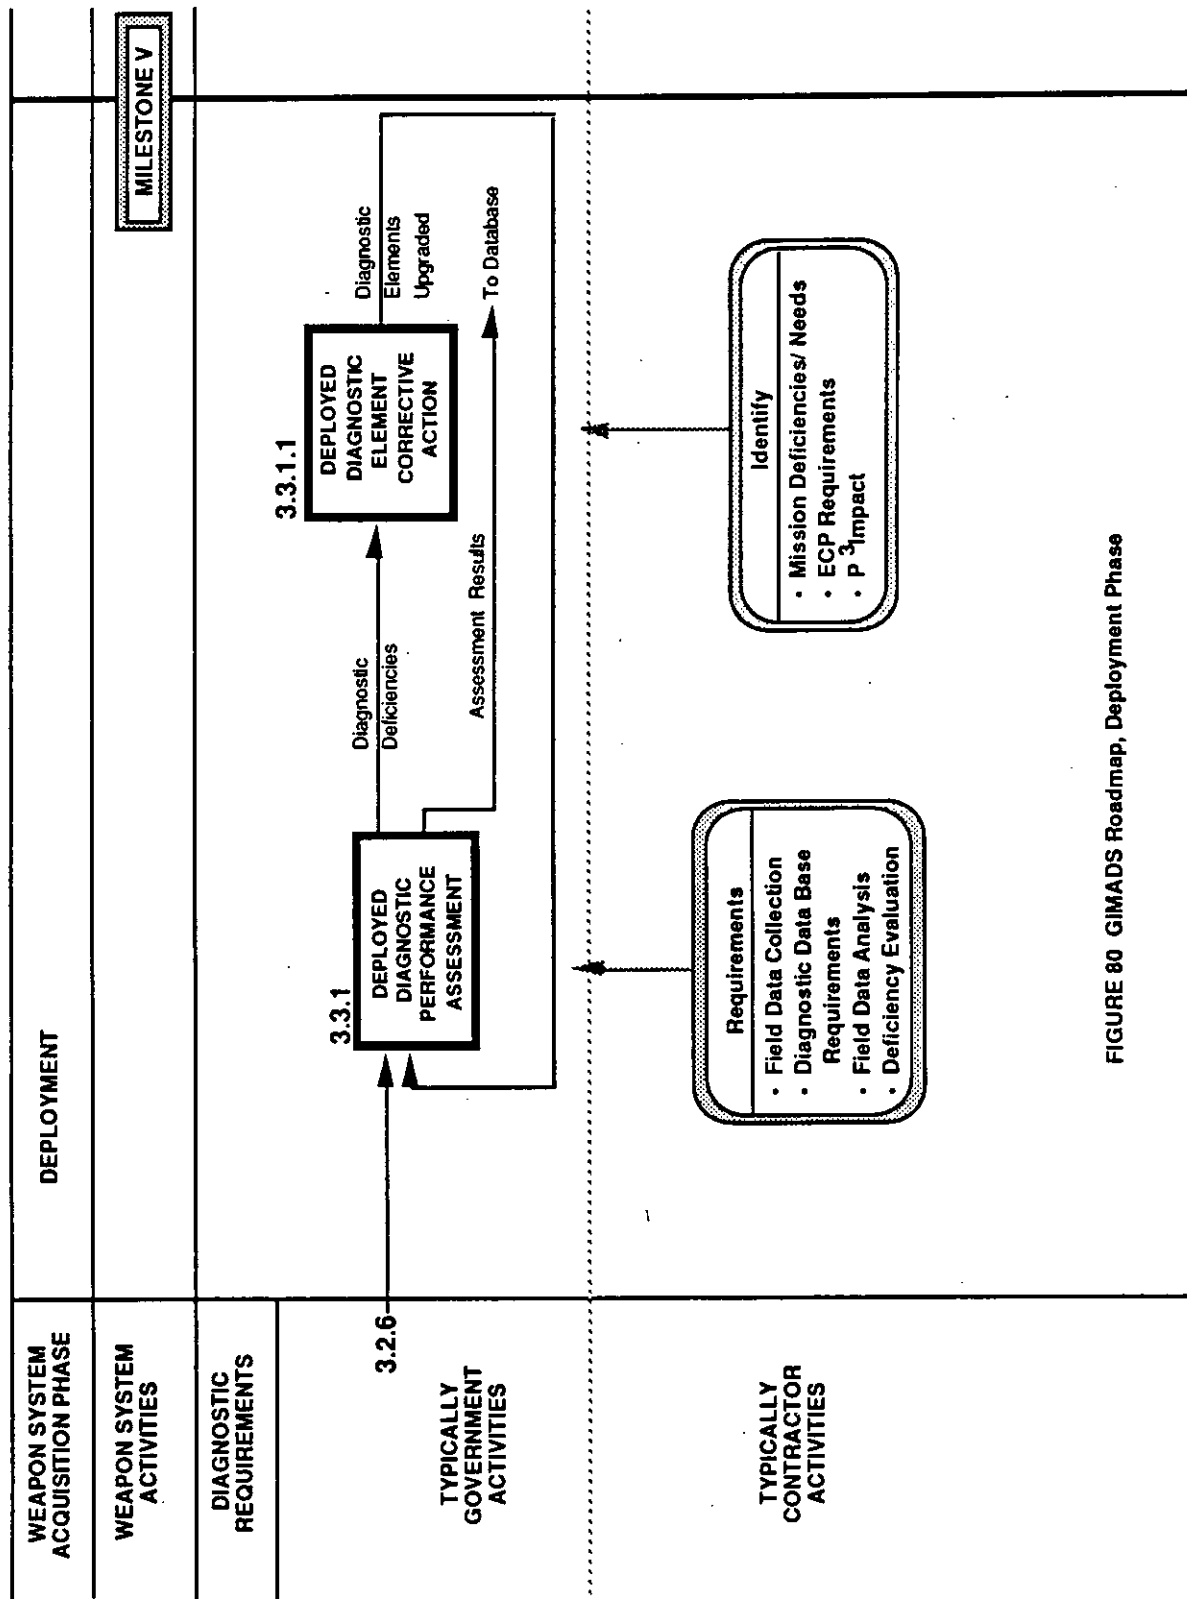 WEAPON SYSTEM
ACQUISITION PHASE
DEPLOYMENT
WEAPON SYSTEM
ACTIVITIES
MILESTONE V
DIAGNOSTIC
REQUIREMENTS
TYPICALLY
GOVERNMENT
ACTIVITIES
3.2.6
3.3.1
DEPLOYED
DIAGNOSTIC
PERFORMANCE
ASSESSMENT
Diagnostic
Deficiencies
3.3.1.1
DEPLOYED
DIAGNOSTIC
ELEMENT
CORRECTIVE
ACTION
Diagnostic
Elements
Upgraded
Assessment Results
To Database
TYPICALLY
CONTRACTOR
ACTIVITIES
Requirements
• Field Data Collection
• Diagnostic Data Base
Requirements
• Field Data Analysis
• Deficiency Evaluation
Identify
• Mission Deficiencies/ Needs
• ECP Requirements
• P³Impact
FIGURE 80 GIMADS Roadmap, Deployment Phase